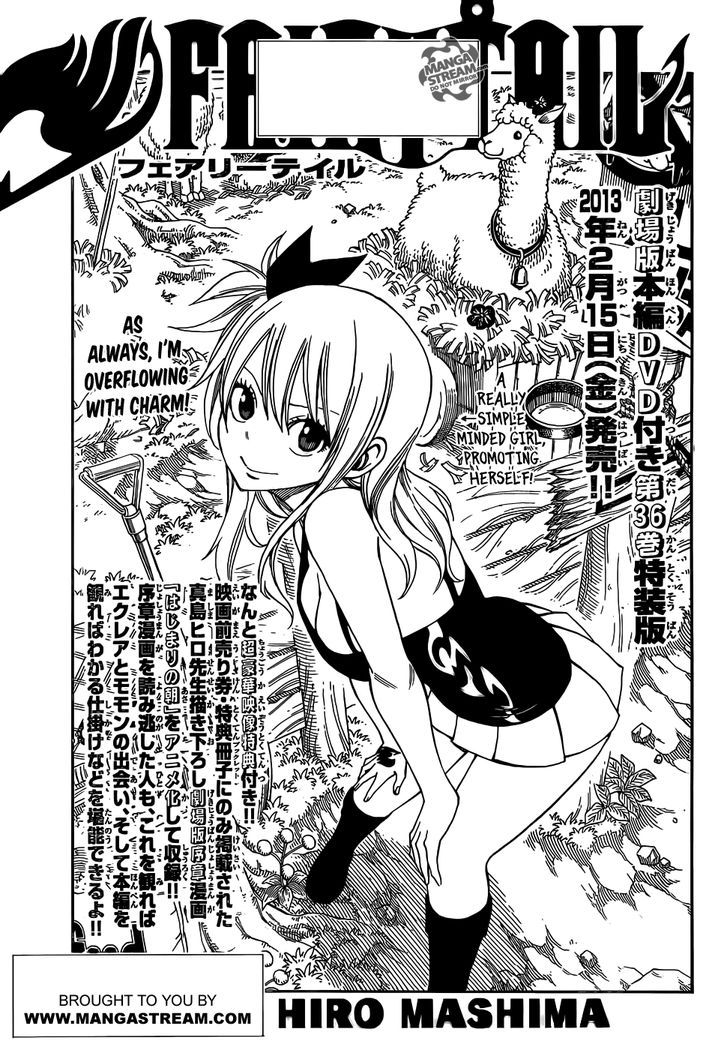 FAIRY TAIL
MANGA
STREAM.com
DO NOT MIRROR
フェアリーテイル
劇場版本編DVD付き第36巻特装版
2013年2月15日(金)発売!!
AS
ALWAYS, I'M
OVERFLOWING
WITH CHARM!
A
REALLY
SIMPLE
MINDED GIRL,
PROMOTING
HERSELF!
なんと超豪華映像特典付き!!
映画前売り券・特典冊子にのみ掲載された
真島ヒロ先生描き下ろし劇場版序章漫画
『はじまりの朝』をアニメ化して収録!!
序章漫画を読み逃した人も、これを観れば
エクレアとモモンの出会い、そして本編を
観ればわかる仕掛けなどを堪能できるよ!!
BROUGHT TO YOU BY
WWW.MANGASTREAM.COM
HIRO MASHIMA